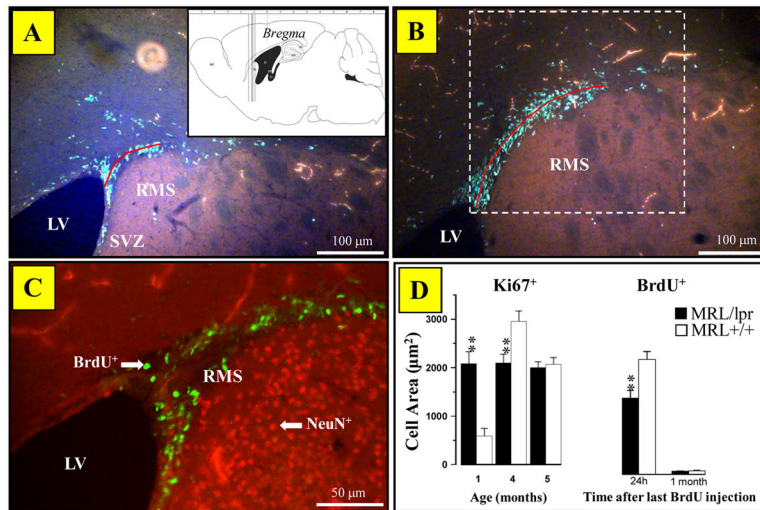 A
Bregma
RMS
LV
SVZ
100 μm
B
RMS
LV
100 μm
C
BrdU⁺
RMS
NeuN⁺
LV
50 μm
D
Ki67⁺
BrdU⁺
MRL/lpr
MRL+/+
Cell Area (μm²)
3000
2000
1000
0
**
**
**
1 4 5
Age (months)
24h 1 month
Time after last BrdU injection